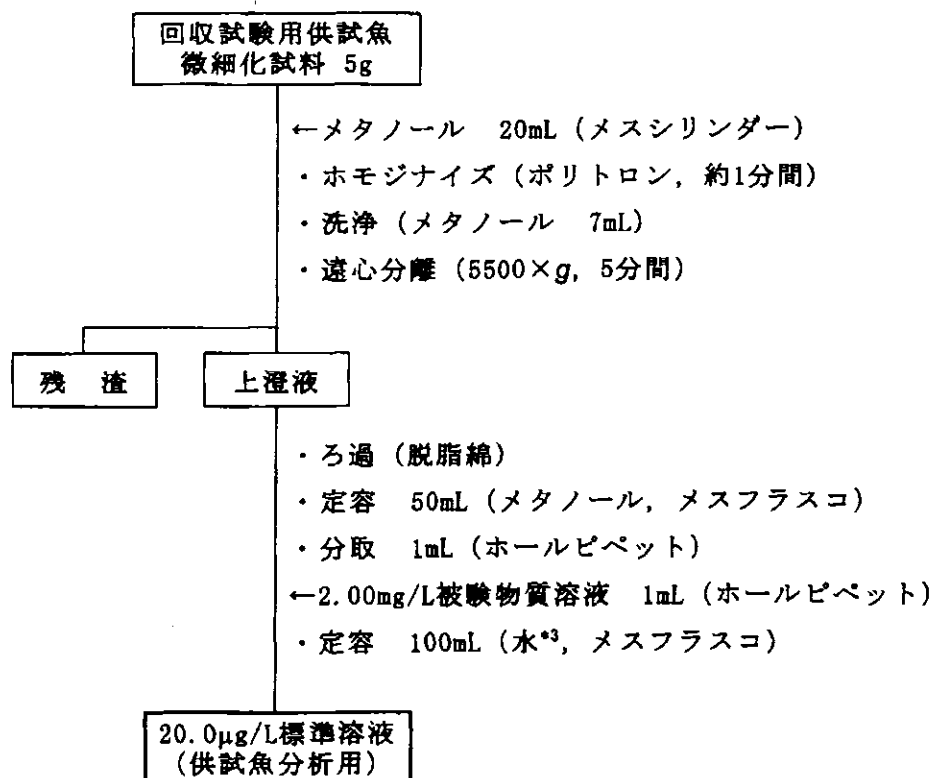 回収試験用供試魚
微細化試料 5g
←メタノール 20mL（メスシリンダー）
・ホモジナイズ（ポリトロン, 約1分間）
・洗浄（メタノール 7mL）
・遠心分離（5500×g, 5分間）
残 渣
上澄液
・ろ過（脱脂綿）
・定容 50mL（メタノール, メスフラスコ）
・分取 1mL（ホールピペット）
←2.00mg/L被験物質溶液 1mL（ホールピペット）
・定容 100mL（水*3, メスフラスコ）
20.0μg/L標準溶液
（供試魚分析用）